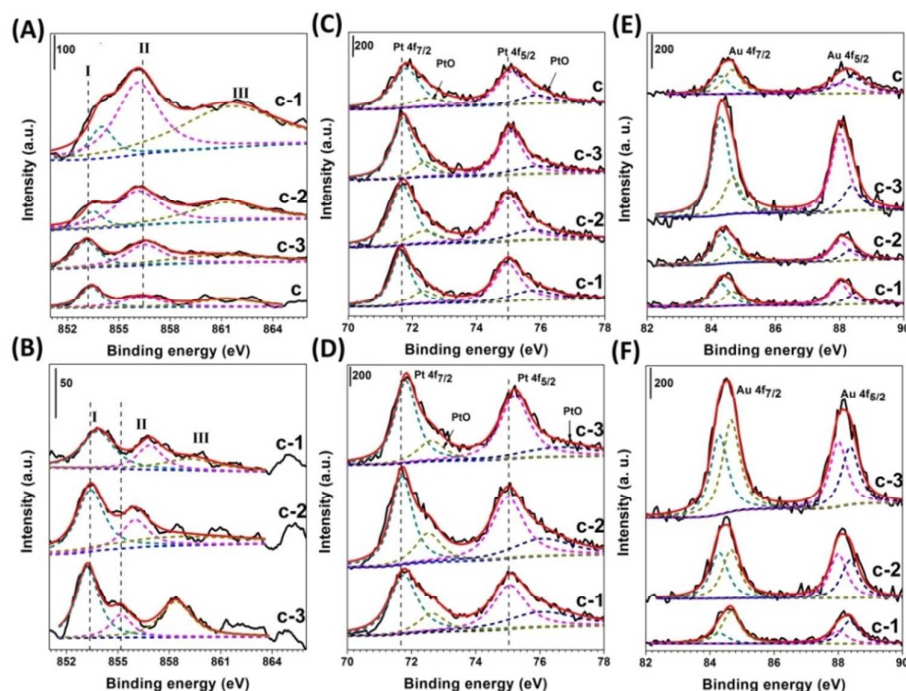 (A)
100
I
II
III
c-1
c-2
c-3
c
852 855 858 861 864
Binding energy (eV)
Intensity (a.u.)
(C)
200
Pt 4f7/2
PtO
Pt 4f5/2
PtO
c
c-3
c-2
c-1
70 72 74 76 78
Binding energy (eV)
Intensity (a.u.)
(E)
200
Au 4f7/2
Au 4f5/2
c
c-3
c-2
c-1
82 84 86 88 90
Binding energy (eV)
Intensity (a.u.)
(B)
50
I
II
III
c-1
c-2
c-3
852 855 858 861 864
Binding energy (eV)
Intensity (a.u.)
(D)
200
Pt 4f7/2
PtO
Pt 4f5/2
PtO
c-3
c-2
c-1
70 72 74 76 78
Binding energy (eV)
Intensity (a.u.)
(F)
200
Au 4f7/2
Au 4f5/2
c-3
c-2
c-1
82 84 86 88 90
Binding energy (eV)
Intensity (a. u.)